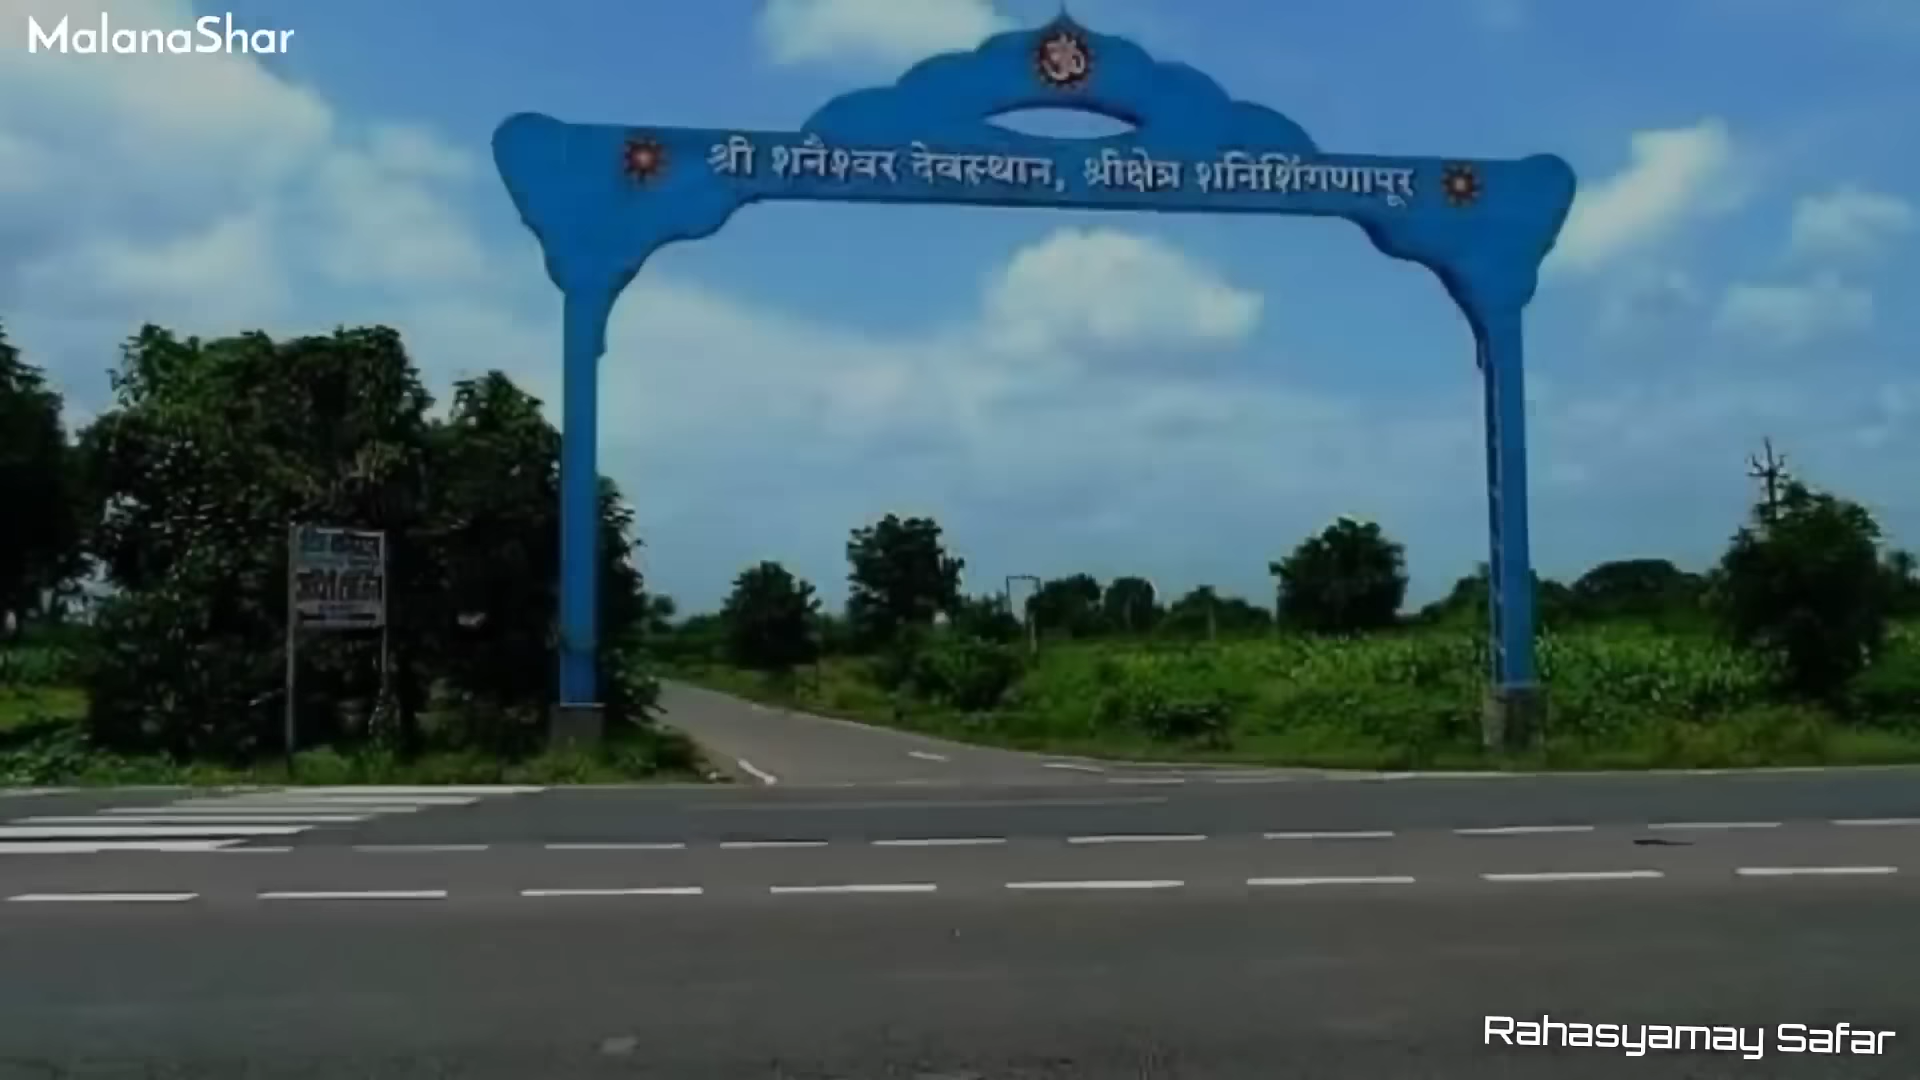 MalanaShar
ॐ
श्री शनैश्वर देवस्थान, श्रीक्षेत्र शनिशिंगणापूर
Rahasyamay Safar